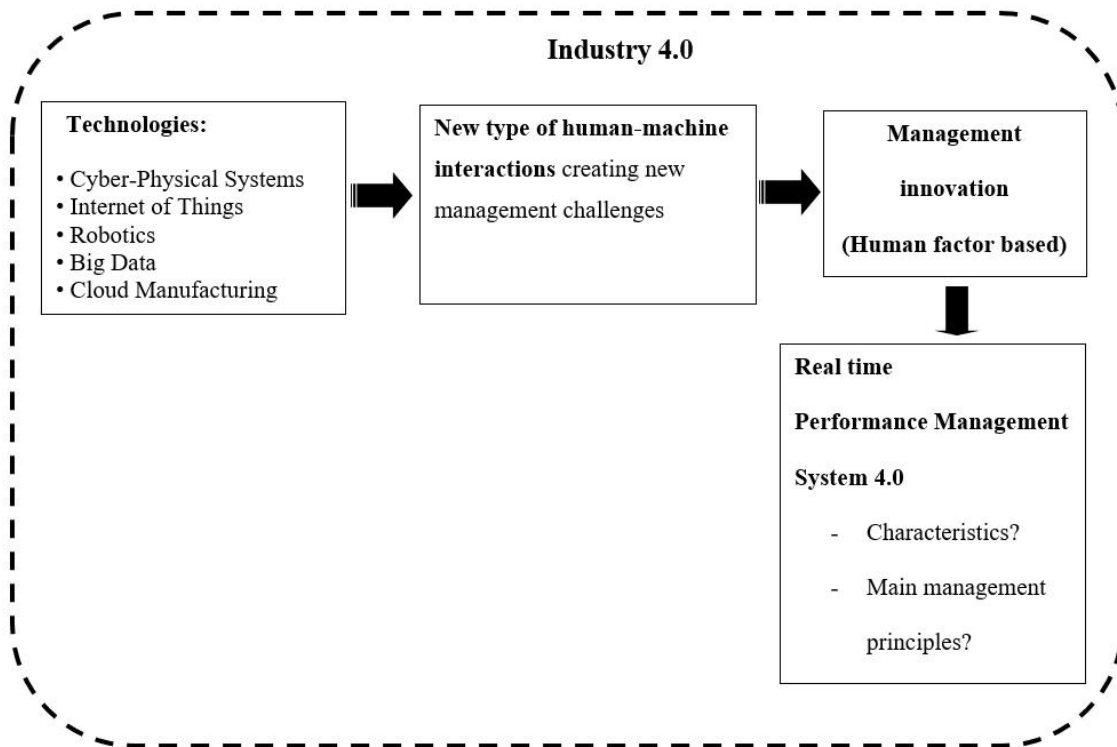 Industry 4.0
Technologies:
• Cyber-Physical Systems
• Internet of Things
• Robotics
• Big Data
• Cloud Manufacturing
New type of human-machine
interactions creating new
management challenges
Management
innovation
(Human factor based)
Real time
Performance Management
System 4.0
- Characteristics?
- Main management
principles?